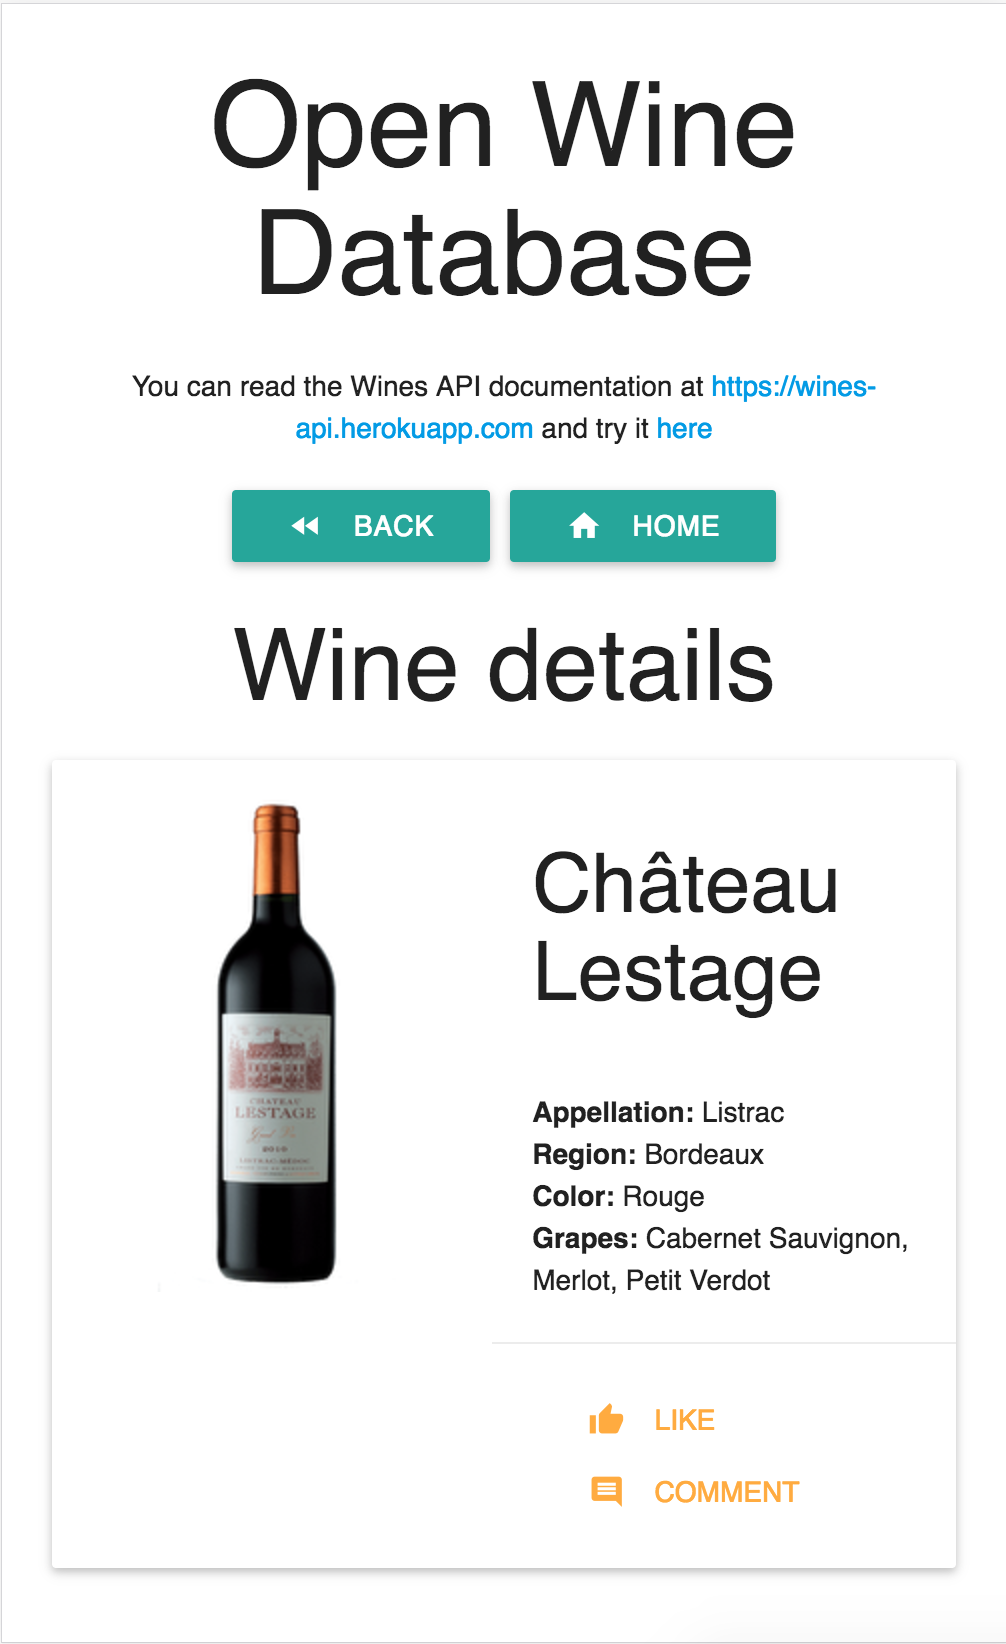 Open Wine
Database
You can read the Wines API documentation at https://wines-
api.herokuapp.com and try it here
BACK HOME
Wine details
Château
Lestage
CHATEAU
LESTAGE
2010
LISTRAC-MÉDOC
Appellation: Listrac
Region: Bordeaux
Color: Rouge
Grapes: Cabernet Sauvignon,
Merlot, Petit Verdot
LIKE
COMMENT